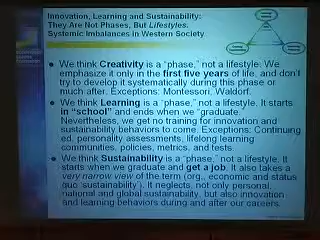 Innovation, Learning and Sustainability:
They Are Not Phases, But Lifestyles.
Systemic Imbalances in Western Society
We think Creativity is a "phase," not a lifestyle. We
emphasize it only in the first five years of life, and don't
try to develop it systematically during this phase or
much after. Exceptions: Montessori, Waldorf.
We think Learning is a "phase," not a lifestyle. It starts
in "school" and ends when we "graduate."
Nevertheless, we get no training for innovation and
sustainability behaviors to come. Exceptions: Continuing
ed, personality assessments, lifelong learning
communities, policies, metrics, and tests.
We think Sustainability is a "phase," not a lifestyle. It
starts when we graduate and get a job. It also takes a
very narrow view of the term (org., economic and status
quo 'sustainability'). It neglects, not only personal,
national and global sustainability, but also innovation
and learning behaviors during and after our careers.